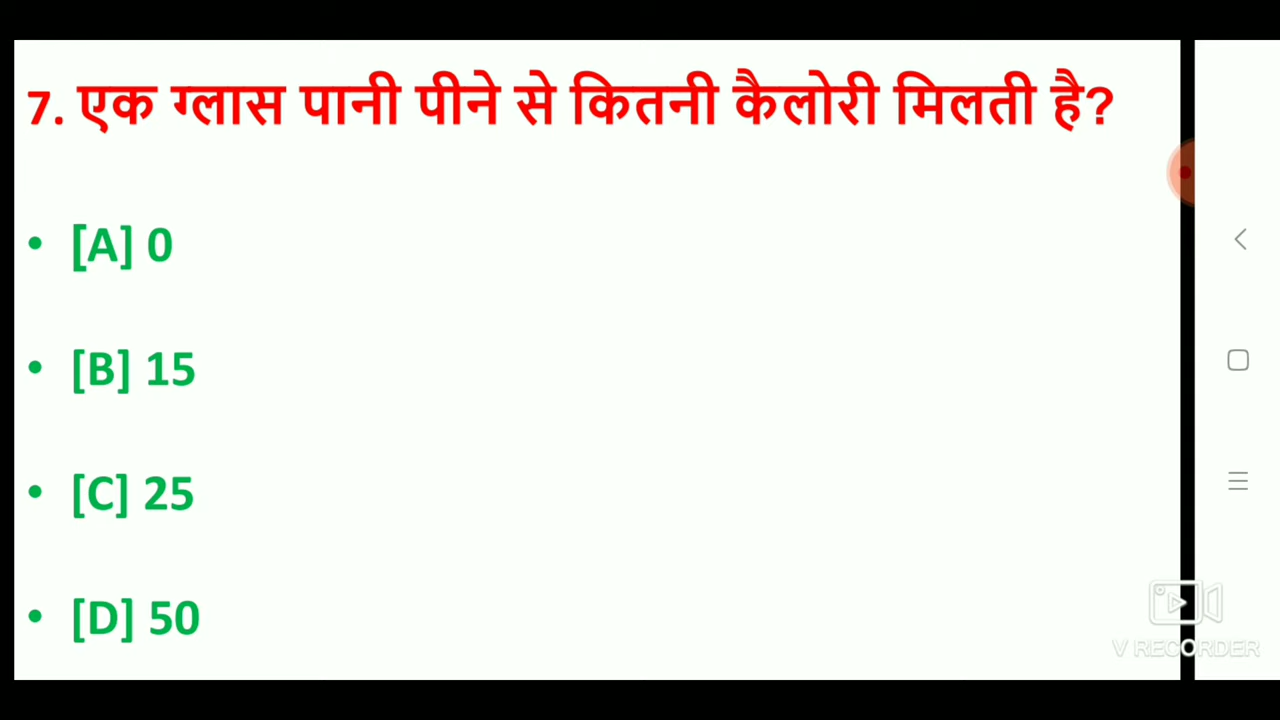 7. एक ग्लास पानी पीने से कितनी कैलोरी मिलती है?
• [A] 0
• [B] 15
• [C] 25
• [D] 50
V RECORDER